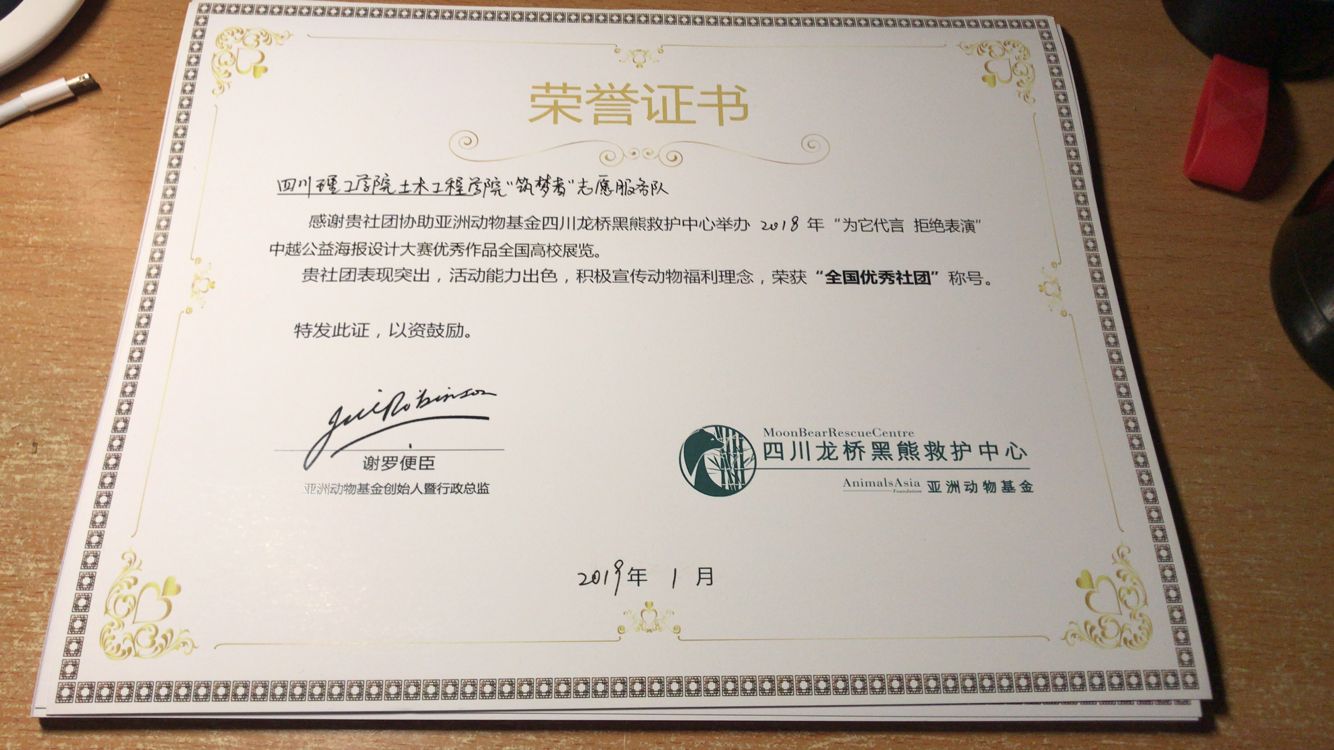 荣誉证书
四川理工学院土木工程学院“筑梦者”志愿服务队
感谢贵社团协助亚洲动物基金四川龙桥黑熊救护中心举办 2018 年 “为它代言 拒绝表演”
中越公益海报设计大赛优秀作品全国高校展览。
贵社团表现突出，活动能力出色，积极宣传动物福利理念，荣获“全国优秀社团”称号。
特发此证，以资鼓励。
Jill Robinson
谢罗便臣
亚洲动物基金创始人暨行政总监
MoonBearRescueCentre
四川龙桥黑熊救护中心
AnimalsAsia 亚洲动物基金
Foundation
2019年 1 月